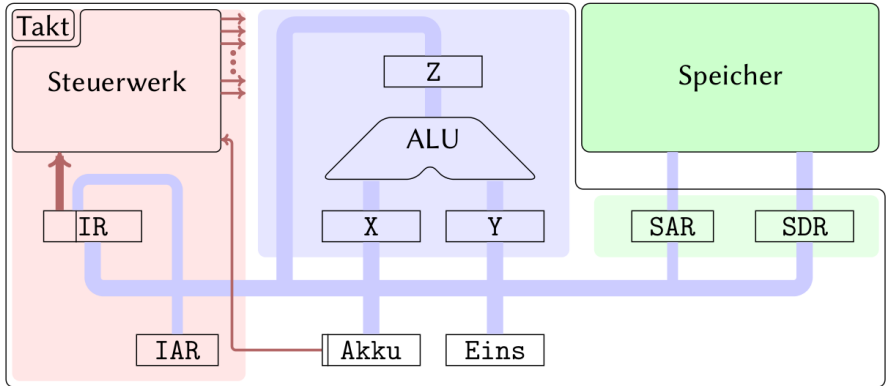 Takt
Steuerwerk
Z
ALU
Speicher
IR
X
Y
SAR
SDR
IAR
Akku
Eins